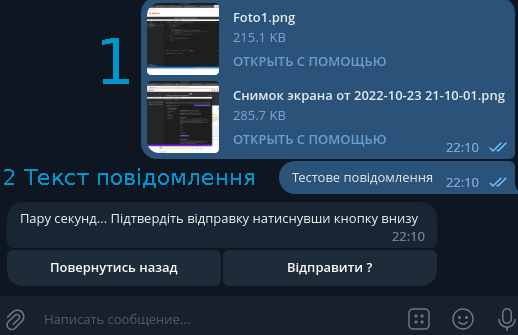 Foto1.png
215.1 KB
ОТКРЫТЬ С ПОМОЩЬЮ
1
Снимок экрана от 2022-10-23 21-10-01.png
285.7 KB
ОТКРЫТЬ С ПОМОЩЬЮ
22:10
2 Текст повідомлення
Тестове повідомлення 22:10
Пару секунд... Підтвердіть відправку натиснувши кнопку внизу
22:10
Повернутись назад
Відправити ?
Написать сообщение...